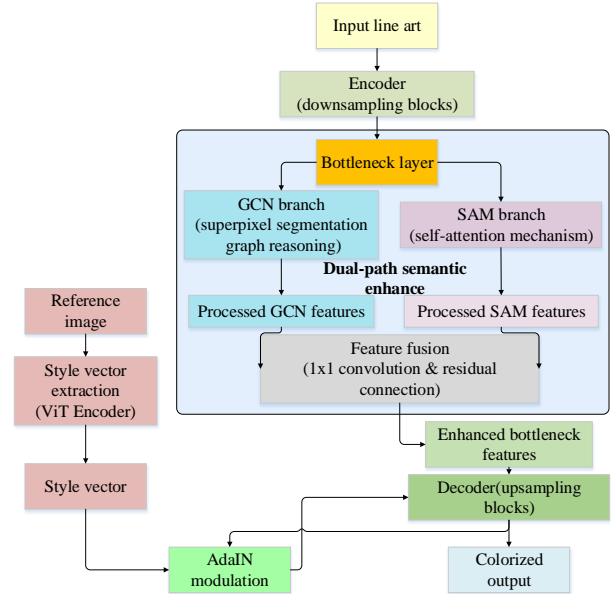 Input line art
Encoder
(downsampling blocks)
Bottleneck layer
GCN branch
(superpixel segmentation
graph reasoning)
SAM branch
(self-attention mechanism)
Dual-path semantic
enhance
Processed GCN features
Processed SAM features
Feature fusion
(1x1 convolution & residual
connection)
Reference
image
Style vector
extraction
(ViT Encoder)
Style vector
Enhanced bottleneck
features
Decoder(upsampling
blocks)
AdaIN
modulation
Colorized
output